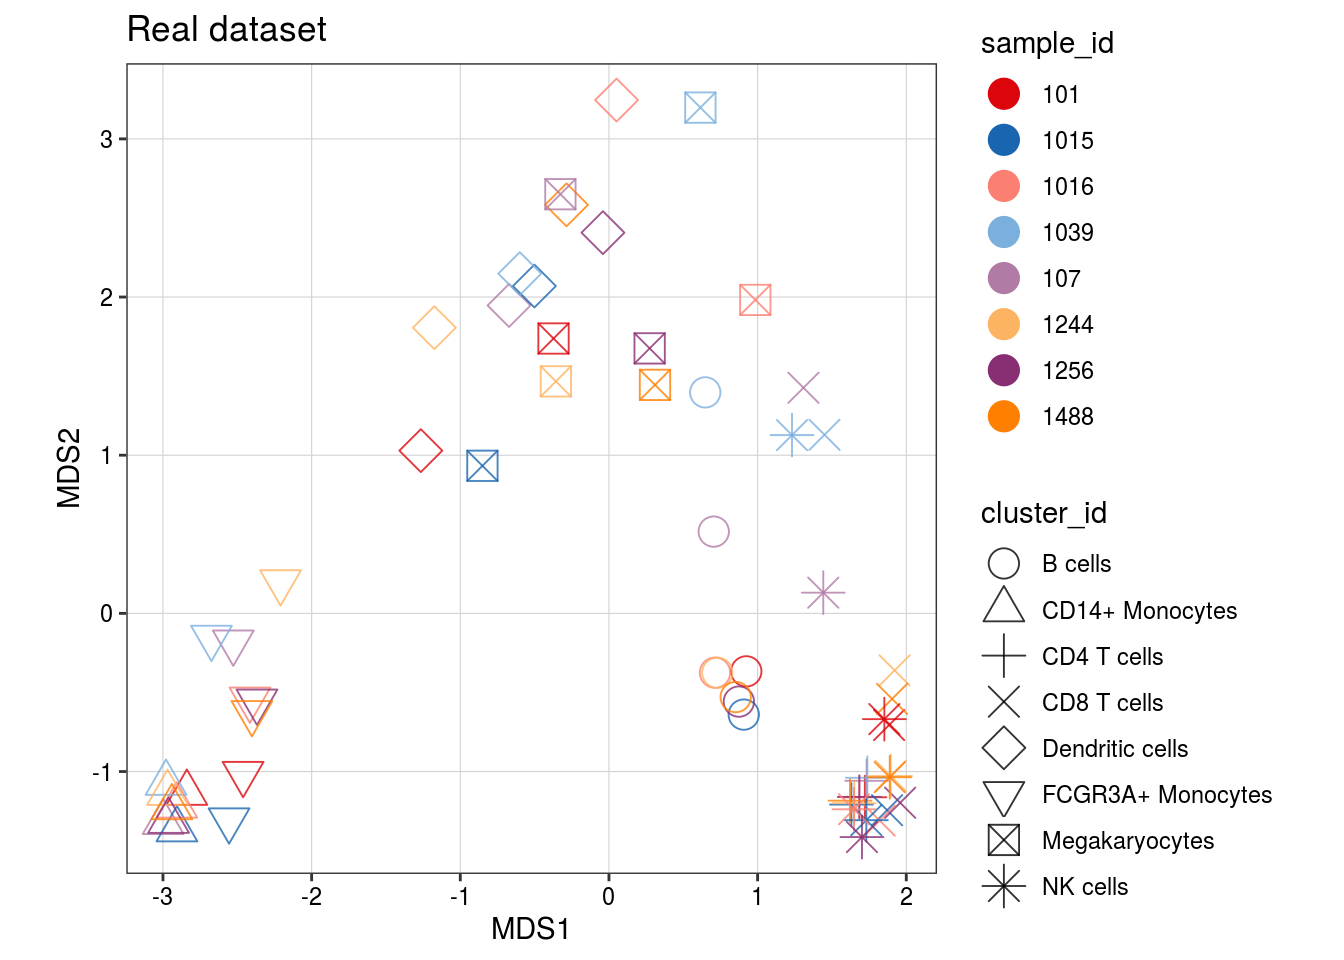 Real dataset
MDS2
3
2
1
0
-1
-3
-2
-1
0
1
2
MDS1
sample_id
101
1015
1016
1039
107
1244
1256
1488
cluster_id
B cells
CD14+ Monocytes
CD4 T cells
CD8 T cells
Dendritic cells
FCGR3A+ Monocytes
Megakaryocytes
NK cells